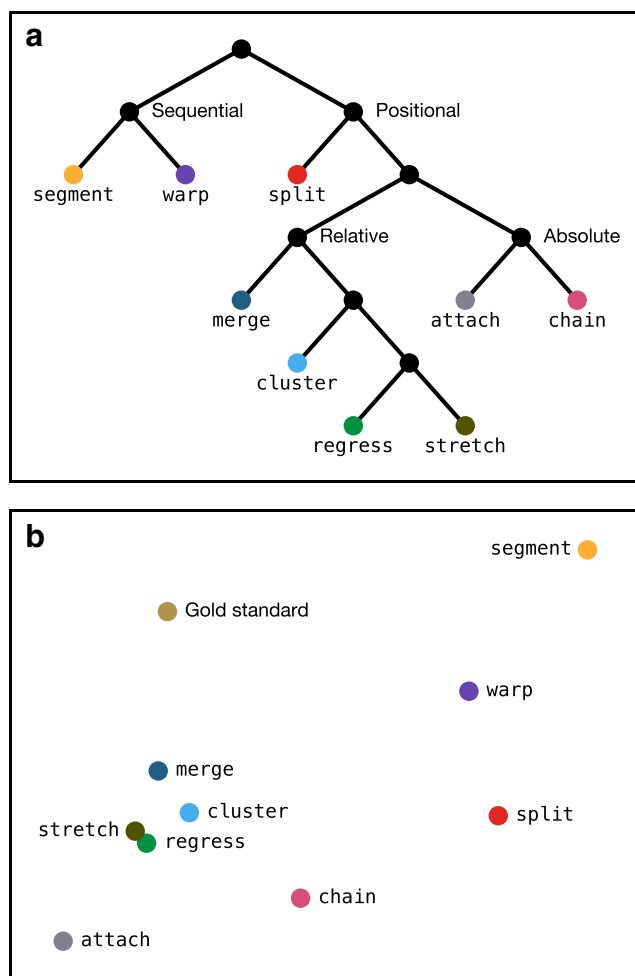 a
Sequential Positional
segment warp split
Relative Absolute
merge attach chain
cluster
regress stretch
b
segment
Gold standard
warp
merge
cluster split
stretch
regress
chain
attach